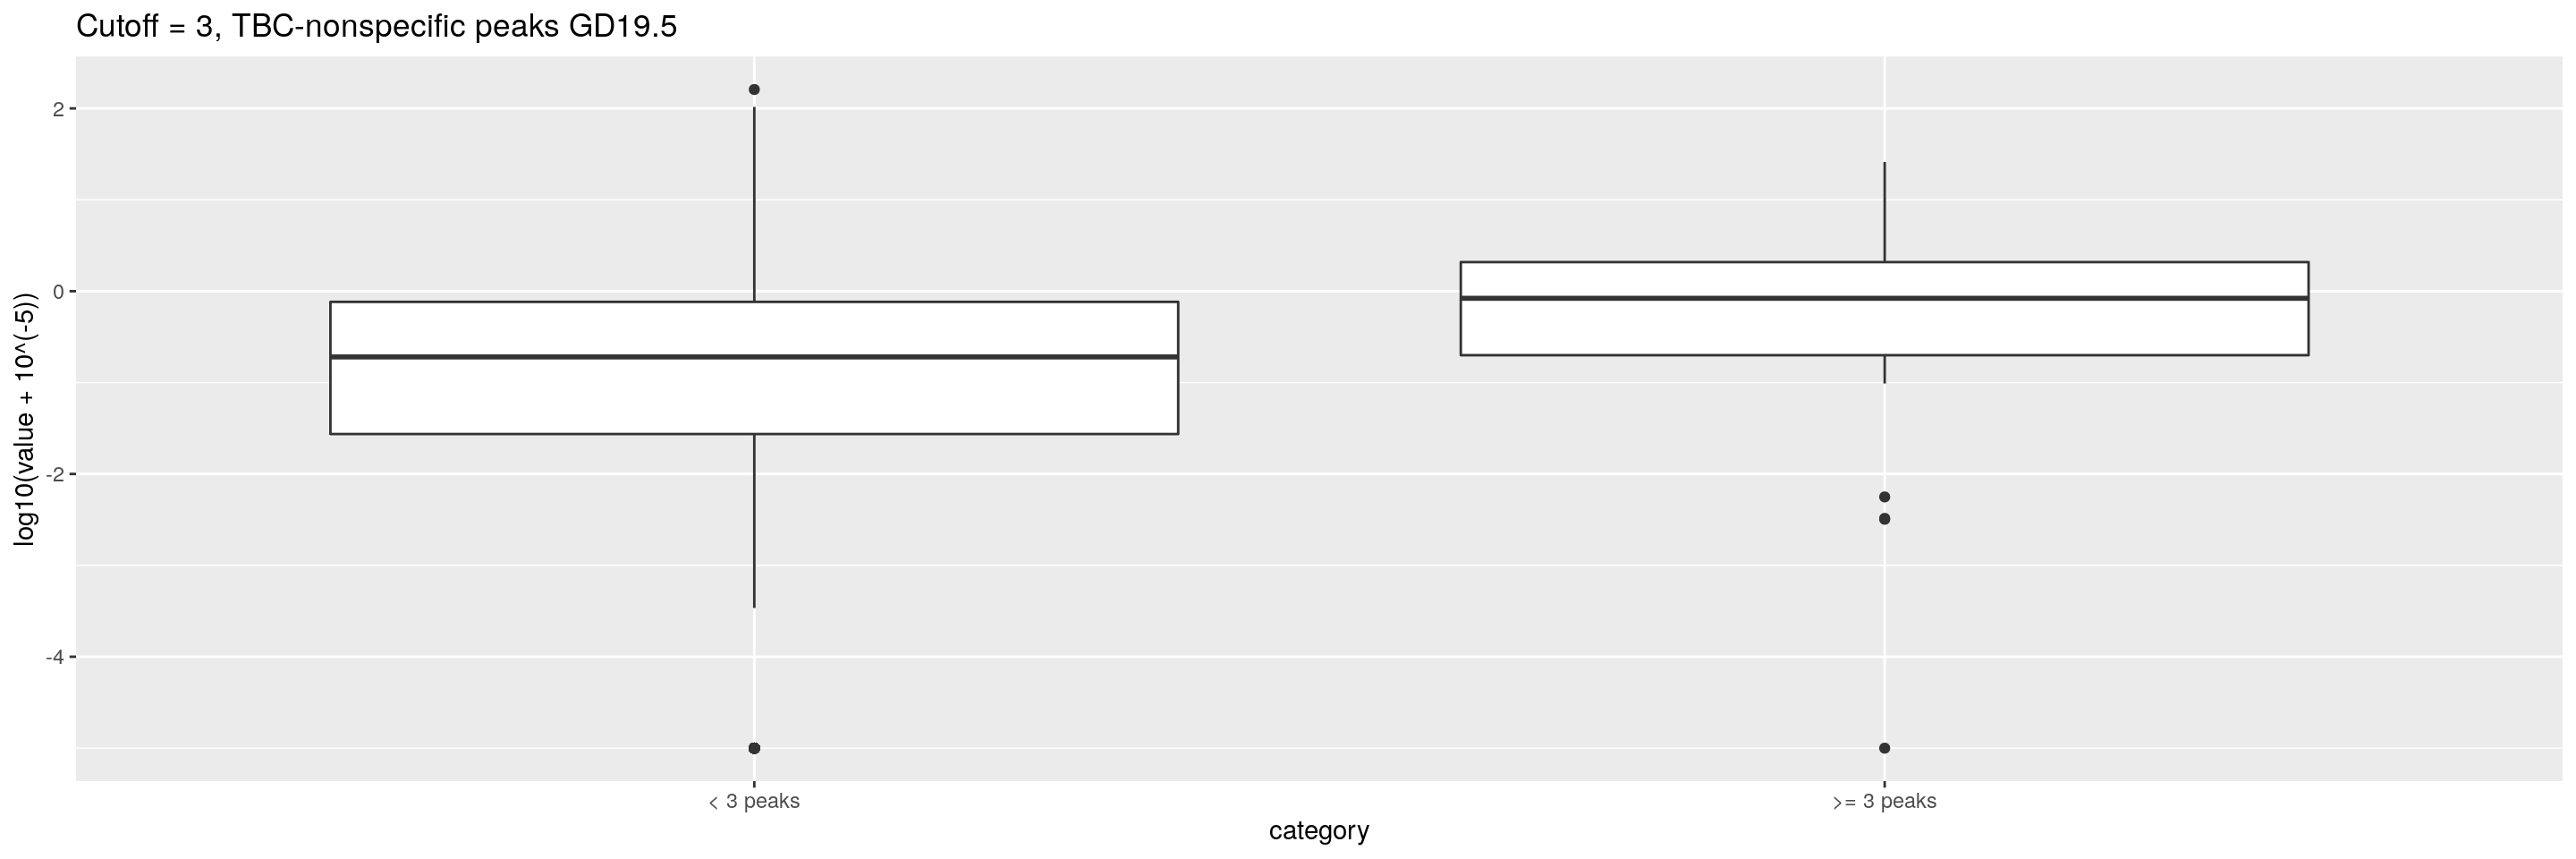 Cutoff = 3, TBC-nonspecific peaks GD19.5
log10(value + 10^(-5))
2
0
-2
-4
< 3 peaks
>= 3 peaks
category